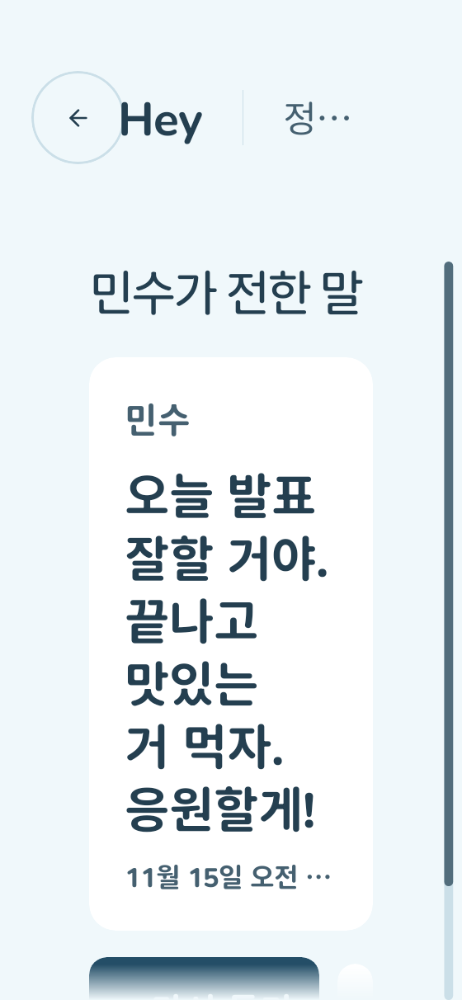 Hey
정…
민수가 전한 말
민수
오늘 발표
잘할 거야.
끝나고
맛있는
거 먹자.
응원할게!
11월 15일 오전 …